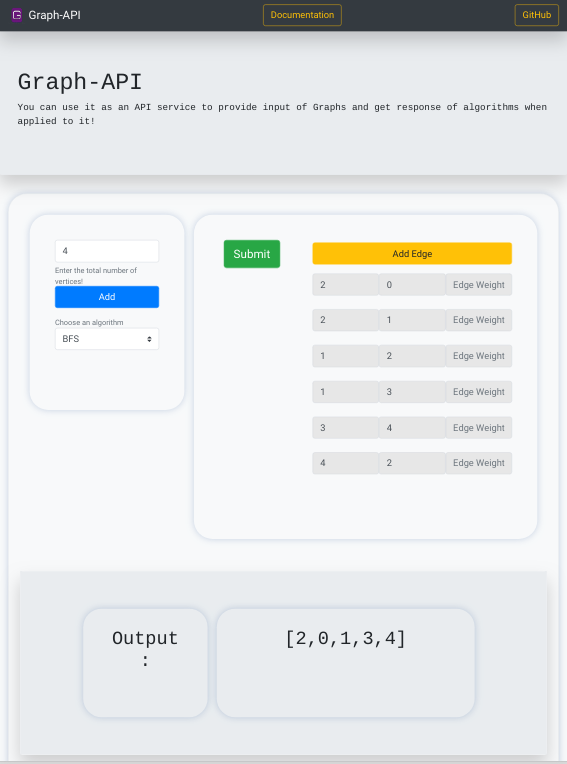 Graph-API
Documentation
GitHub
Graph-API
You can use it as an API service to provide input of Graphs and get response of algorithms when
applied to it!
4
Enter the total number of
vertices!
Add
Choose an algorithm
BFS
Submit
Add Edge
2 0 Edge Weight
2 1 Edge Weight
1 2 Edge Weight
1 3 Edge Weight
3 4 Edge Weight
4 2 Edge Weight
Output
:
[2,0,1,3,4]